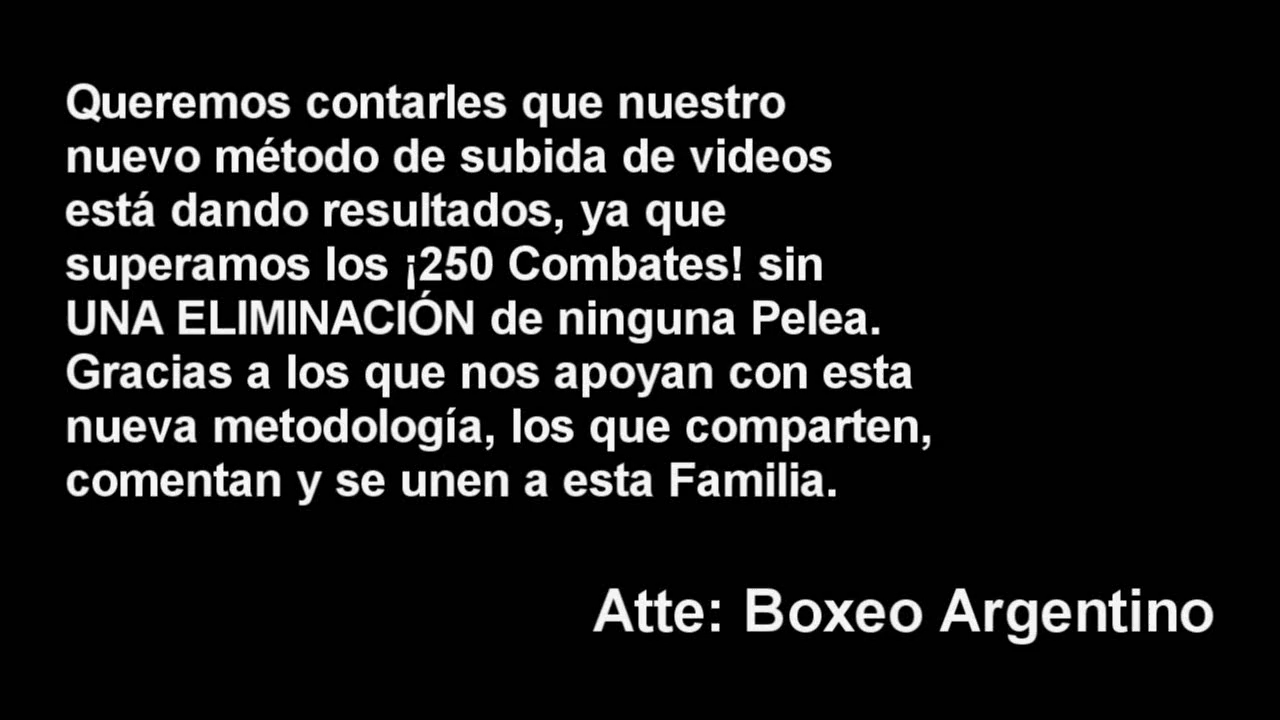 Queremos contarles que nuestro
nuevo método de subida de videos
está dando resultados, ya que
superamos los ¡250 Combates! sin
UNA ELIMINACIÓN de ninguna Pelea.
Gracias a los que nos apoyan con esta
nueva metodología, los que comparten,
comentan y se unen a esta Familia.
Atte: Boxeo Argentino